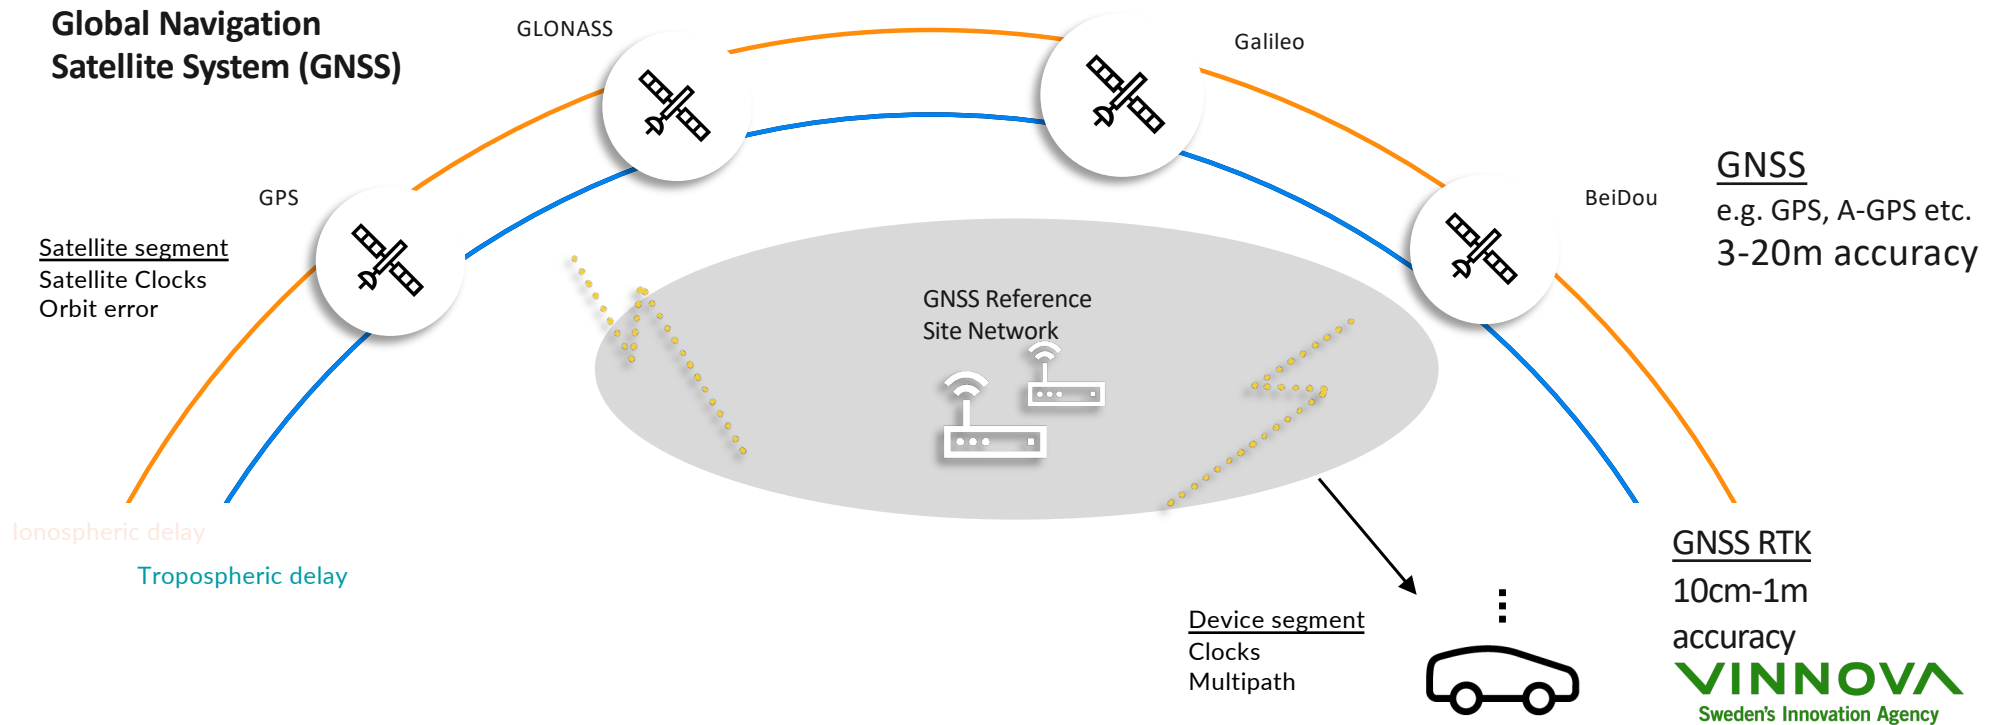 Global Navigation
Satellite System (GNSS)
GLONASS
Galileo
GPS
BeiDou
GNSS
e.g. GPS, A-GPS etc.
3-20m accuracy
Satellite segment
Satellite Clocks
Orbit error
GNSS Reference
Site Network
Ionospheric delay
Tropospheric delay
GNSS RTK
10cm-1m
accuracy
Device segment
Clocks
Multipath
VINNOVA
Sweden's Innovation Agency